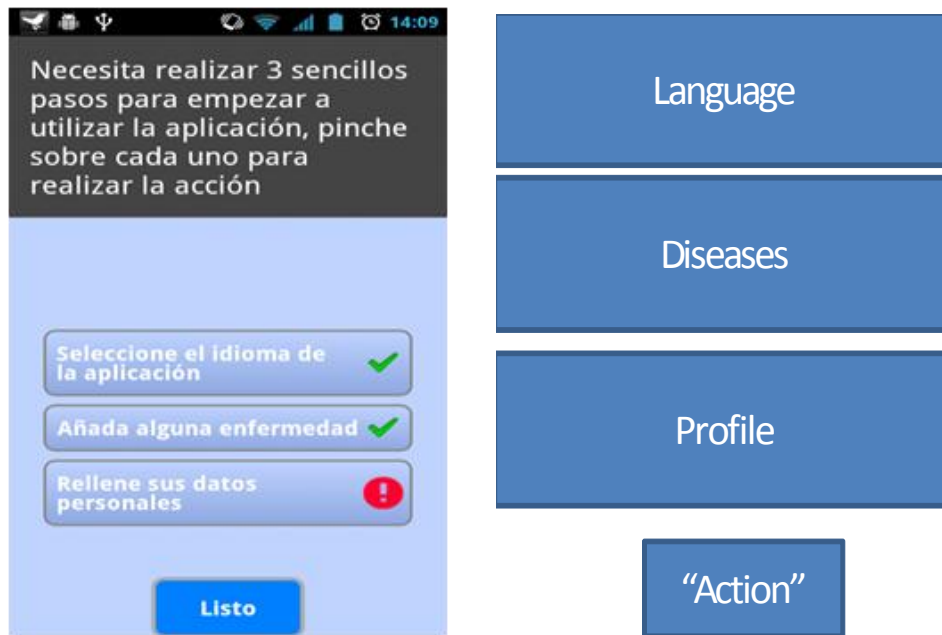 14:09
Necesita realizar 3 sencillos
pasos para empezar a
utilizar la aplicación, pinche
sobre cada uno para
realizar la acción
Seleccione el idioma de
la aplicación
Añada alguna enfermedad
Rellene sus datos
personales
Listo
Language
Diseases
Profile
“Action”